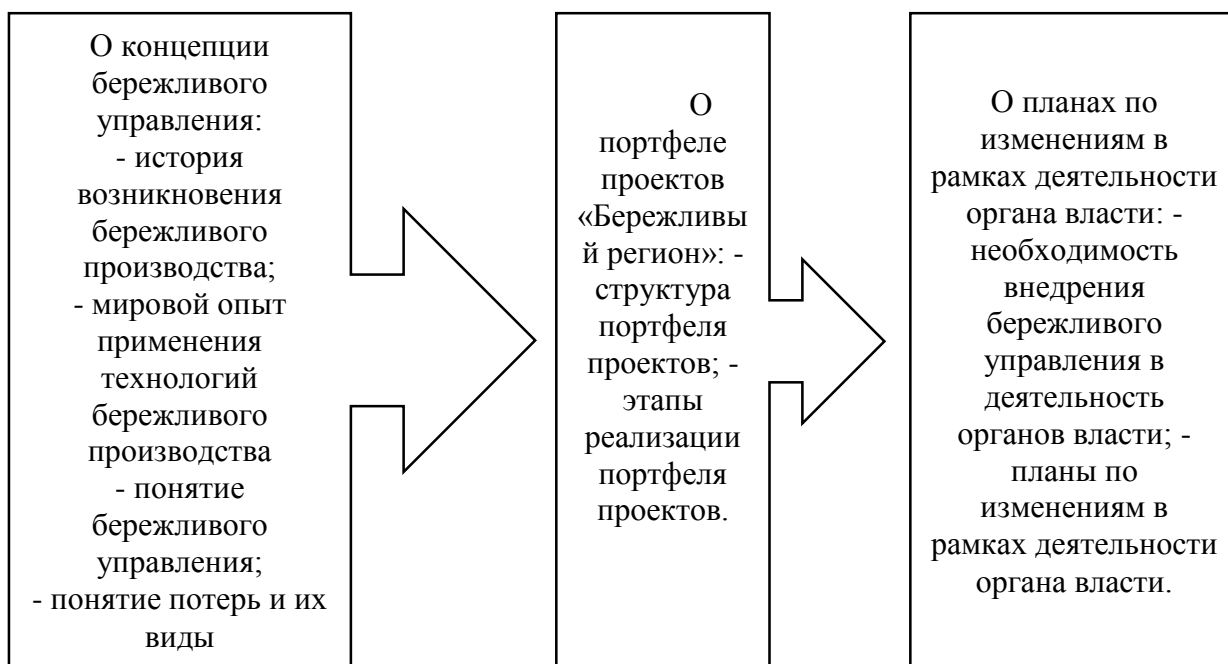 О концепции
бережливого
управления:
- история
возникновения
бережливого
производства;
- мировой опыт
применения
технологий
бережливого
производства
- понятие
бережливого
управления;
- понятие потерь и их
виды
О
портфеле
проектов
«Бережливы
й регион»: -
структура
портфеля
проектов; -
этапы
реализации
портфеля
проектов.
О планах по
изменениям в
рамках деятельности
органа власти: -
необходимость
внедрения
бережливого
управления в
деятельность
органов власти; -
планы по
изменениям в
рамках деятельности
органа власти.